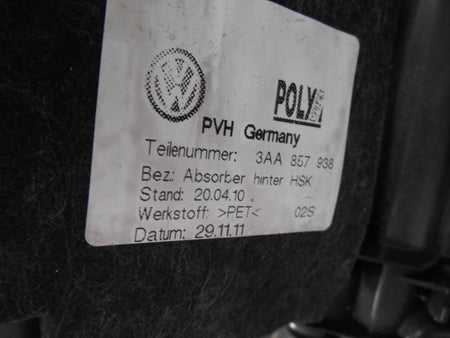 POLY
PVH Germany
Teilenummer: 3AA 857 938
Bez: Absorber hinter HSK
Stand: 20.04.10
Werkstoff: >PET< 02S
Datum: 29.11.11